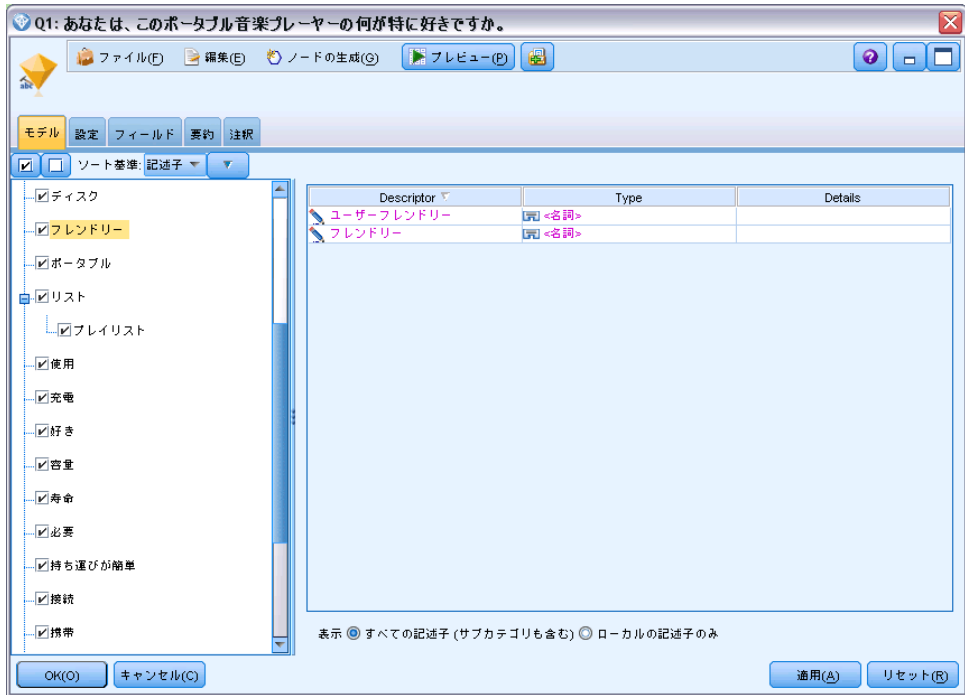 Q1: あなたは、このポータブル音楽プレーヤーの何が特に好きですか。
ファイル(F) 編集(E) ノードの生成(G) プレビュー(P)
abc
モデル 設定 フィールド 要約 注釈
ソート基準: 記述子
ディスク
フレンドリー
ポータブル
リスト
プレイリスト
使用
充電
好き
容量
寿命
必要
持ち運びが簡単
接続
携帯
Descriptor Type Details
ユーザーフレンドリー <名詞>
フレンドリー <名詞>
表示 すべての記述子 (サブカテゴリも含む) ローカルの記述子のみ
OK(O) キャンセル(C) 適用(A) リセット(R)